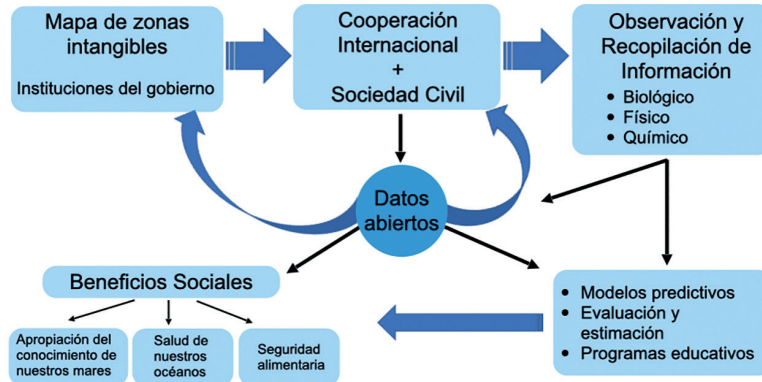 Mapa de zonas
intangibles
Instituciones del gobierno
Cooperación
Internacional
+
Sociedad Civil
Observación y
Recopilación de
Información
• Biológico
• Físico
• Químico
Datos
abiertos
Beneficios Sociales
Apropiación del
conocimiento de
nuestros mares
Salud de
nuestros
océanos
Seguridad
alimentaria
• Modelos predictivos
• Evaluación y
estimación
• Programas educativos